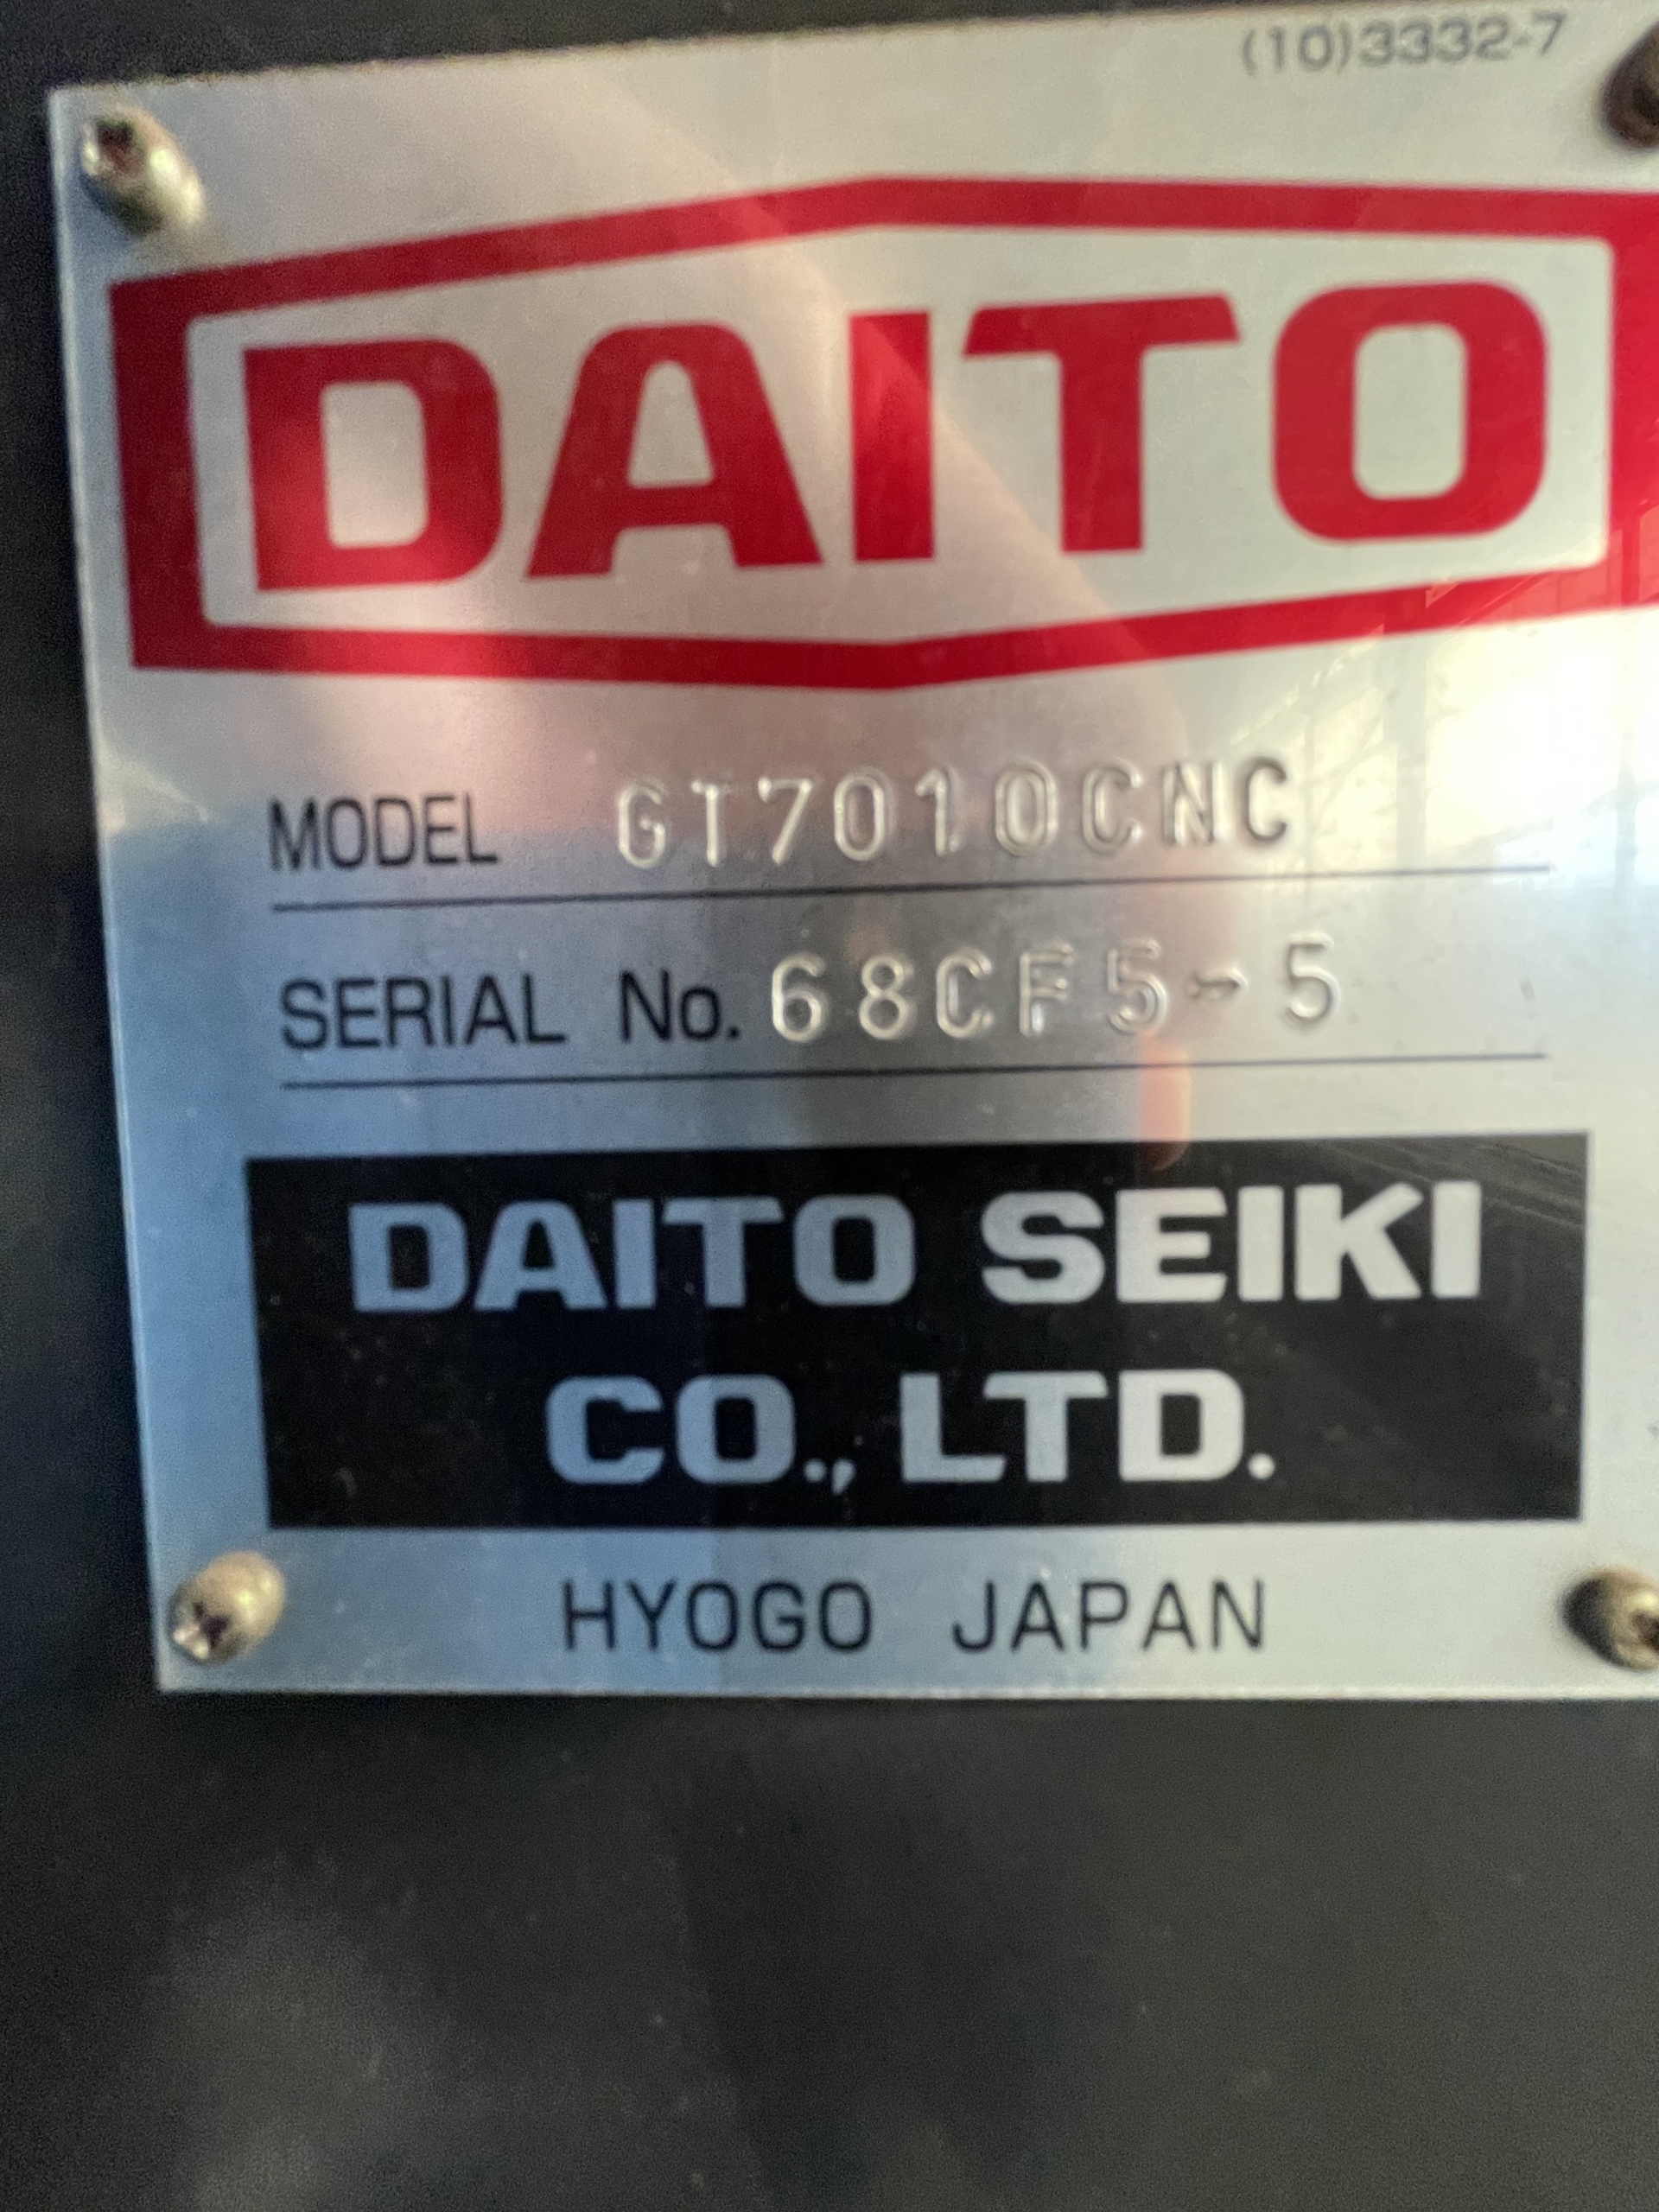 (10)3332-7
DAITO
MODEL GT7010CNC
SERIAL No. 68CF5-5
DAITO SEIKI
CO., LTD.
HYOGO JAPAN